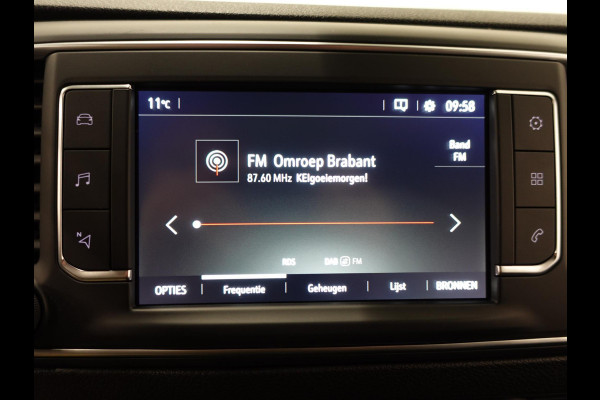 11°C 09:58
FM Omroep Brabant
87.60 MHz KEIgoeiemorgen!
Band
FM
N
RDS DAB FM
OPTIES Frequentie Geheugen Lijst BRONNEN